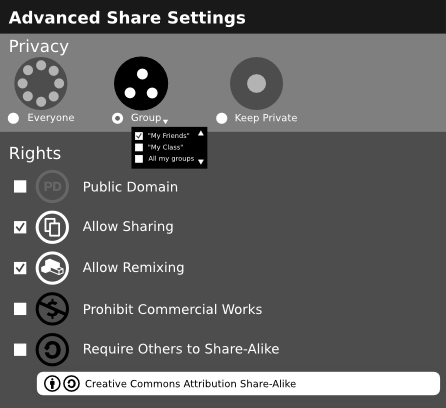 Advanced Share Settings
Privacy
Everyone
Group
Keep Private
"My Friends"
"My Class"
All my groups
Rights
PD
Public Domain
Allow Sharing
Allow Remixing
$
Prohibit Commercial Works
Require Others to Share-Alike
Creative Commons Attribution Share-Alike